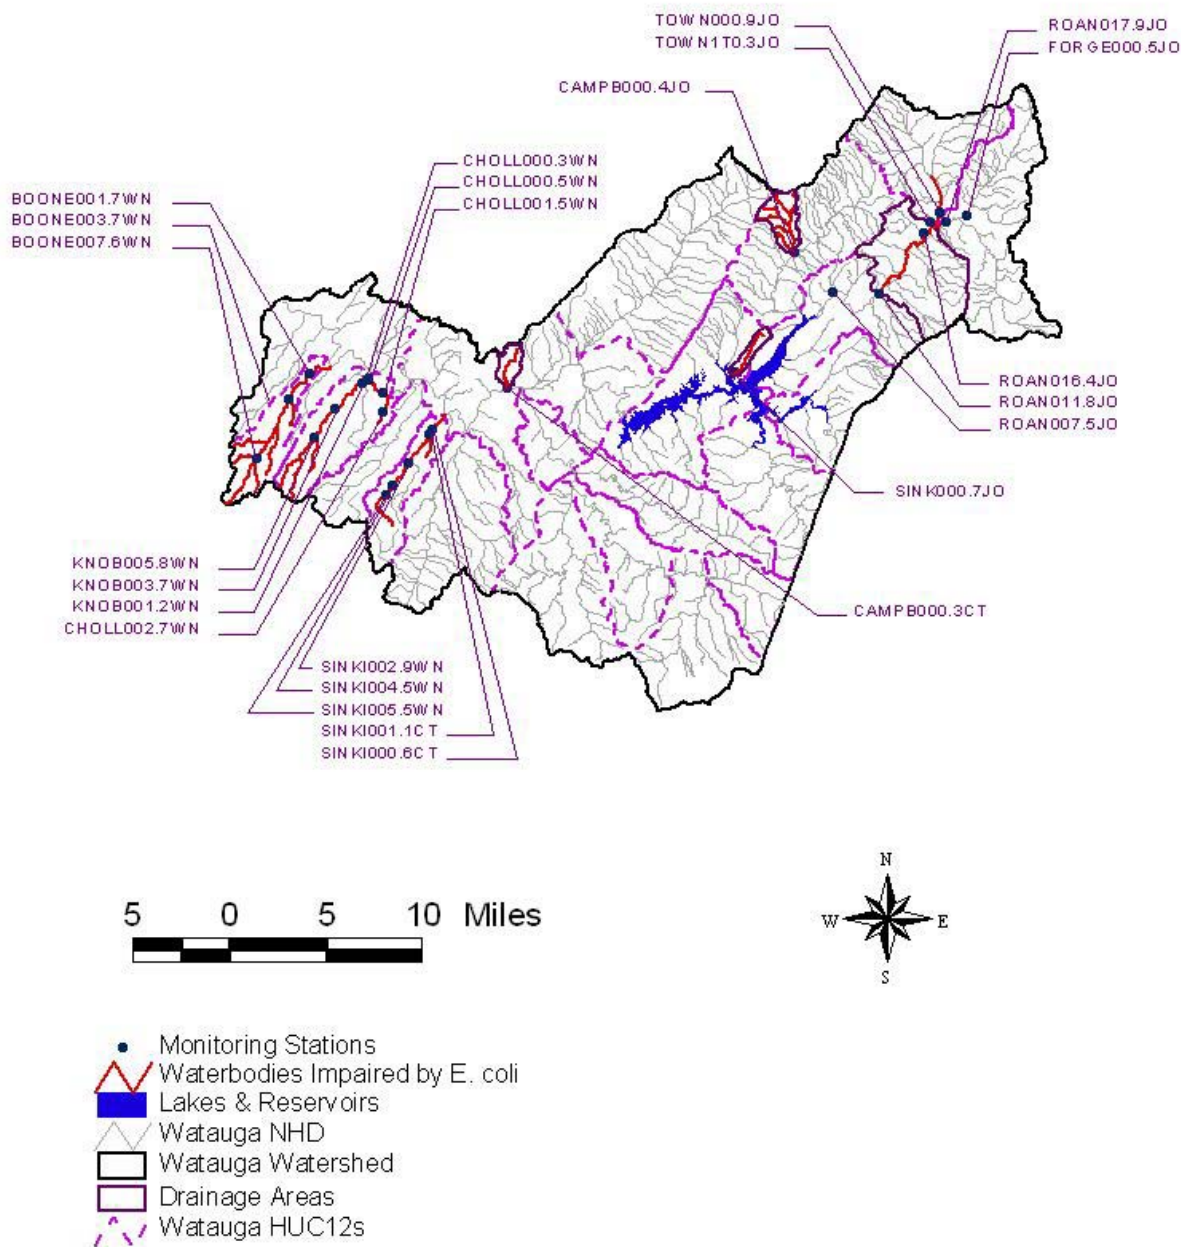 TOWN000.9JO
TOWN1T0.3JO
ROAN017.9JO
FORGE000.5JO
CAMPB000.4JO
CHOLL000.3WN
CHOLL000.5WN
CHOLL001.5WN
BOONE001.7WN
BOONE003.7WN
BOONE007.6WN
ROAN016.4JO
ROAN011.8JO
ROAN007.5JO
SINK000.7JO
KNOB005.8WN
KNOB003.7WN
KNOB001.2WN
CHOLL002.7WN
CAMPB000.3CT
SINKI002.9WN
SINKI004.5WN
SINKI005.5WN
SINKI001.1CT
SINKI000.6CT
N
W E
S
5 0 5 10 Miles
Monitoring Stations
Waterbodies Impaired by E. coli
Lakes & Reservoirs
Watauga NHD
Watauga Watershed
Drainage Areas
Watauga HUC12s